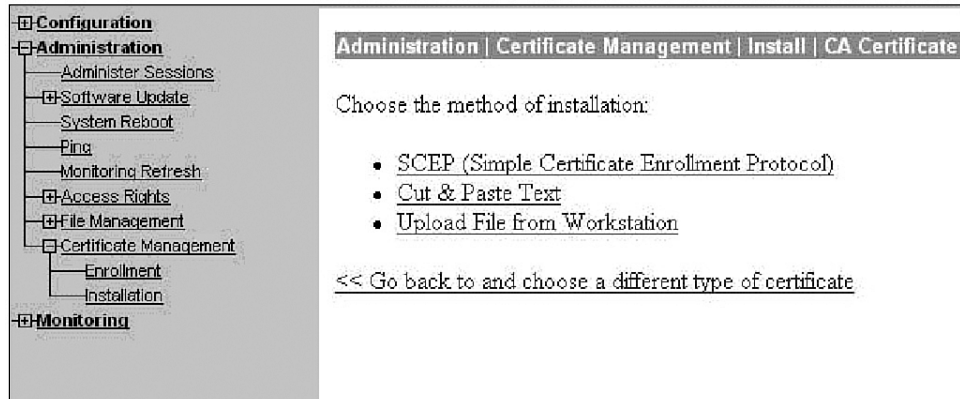 Configuration
Administration
Administer Sessions
Software Update
System Reboot
Ping
Monitoring Refresh
Access Rights
File Management
Certificate Management
Enrollment
Installation
Monitoring
Administration | Certificate Management | Install | CA Certificate
Choose the method of installation:
• SCEP (Simple Certificate Enrollment Protocol)
• Cut & Paste Text
• Upload File from Workstation
<< Go back to and choose a different type of certificate